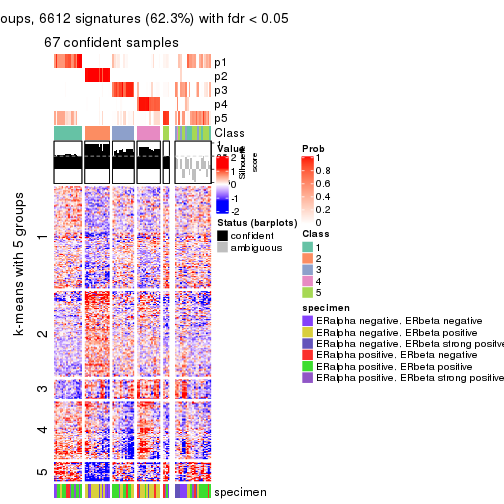 oups, 6612 signatures (62.3%) with fdr < 0.05
67 confident samples
p1
p2
p3
p4
p5
Class
Silhouette
score
k-means with 5 groups
1
2
3
4
5
specimen
Value
2
1
0
-1
-2
Status (barplots)
confident
ambiguous
Prob
1
0.8
0.6
0.4
0.2
0
Class
1
2
3
4
5
specimen
ERalpha negative. ERbeta negative
ERalpha negative. ERbeta positive
ERalpha negative. ERbeta strong positive
ERalpha positive. ERbeta negative
ERalpha positive. ERbeta positive
ERalpha positive. ERbeta strong positive